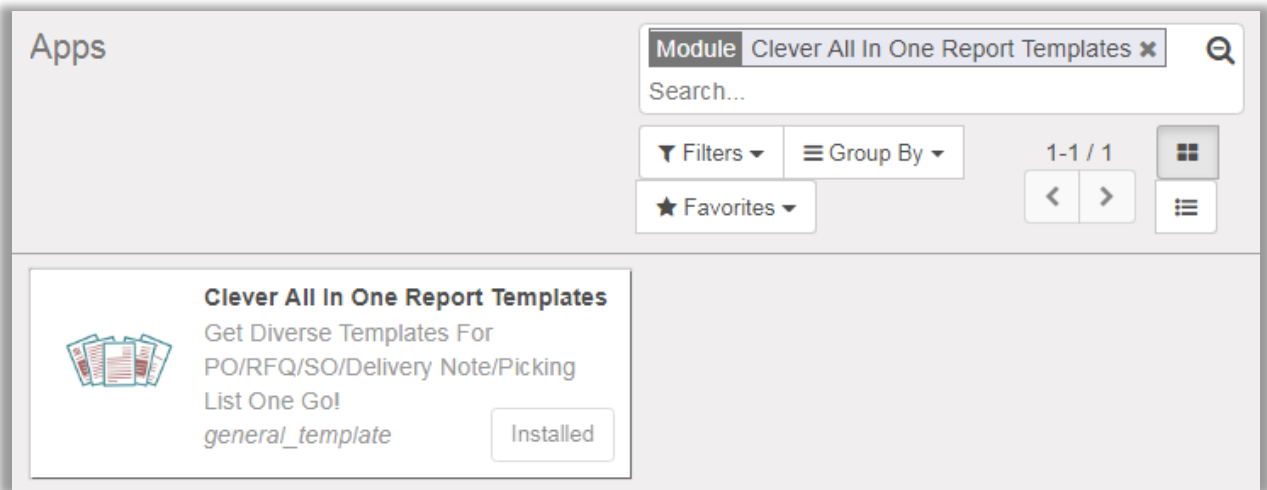 Apps
Module Clever All In One Report Templates
Search...
Filters
Group By
1-1 / 1
Favorites
Clever All In One Report Templates
Get Diverse Templates For
PO/RFQ/SO/Delivery Note/Picking
List One Go!
general_template
Installed